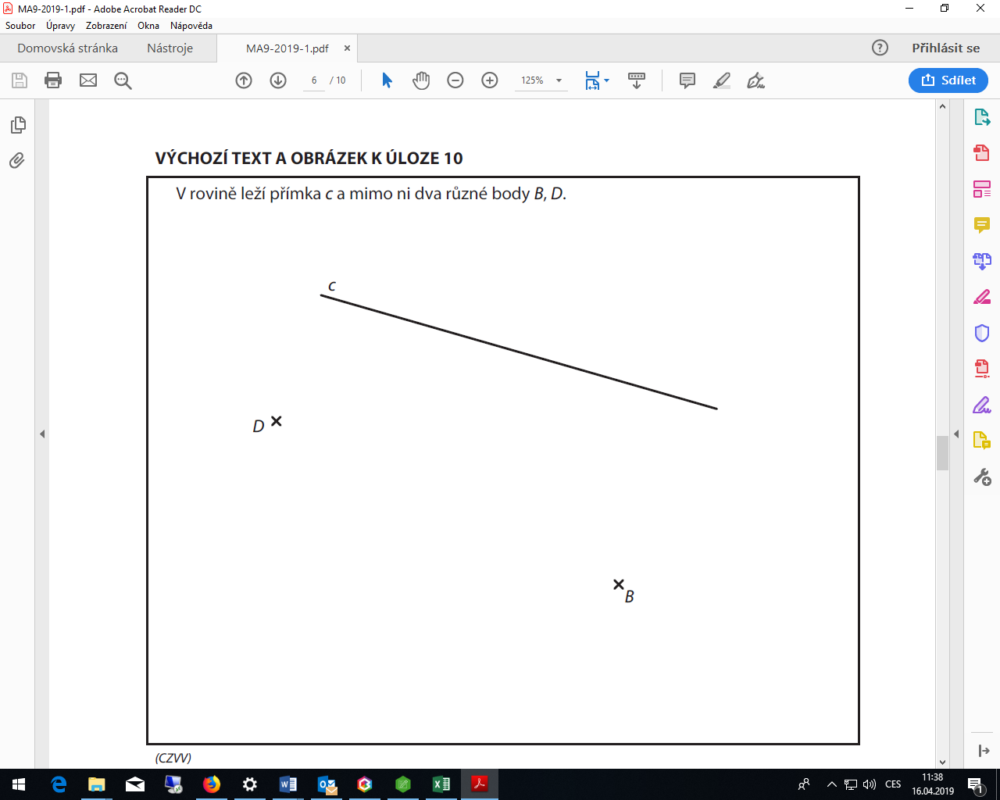 MA9-2019-1.pdf - Adobe Acrobat Reader DC
Soubor Úpravy Zobrazení Okna Nápověda
Domovská stránka Nástroje MA9-2019-1.pdf × Přihlásit se
6 / 10 125% Sdílet
VÝCHOZÍ TEXT A OBRÁZEK K ÚLOZE 10
V rovině leží přímka c a mimo ni dva různé body B, D.
c
D
B
(CZVV)
CES
11:38
16.04.2019
1